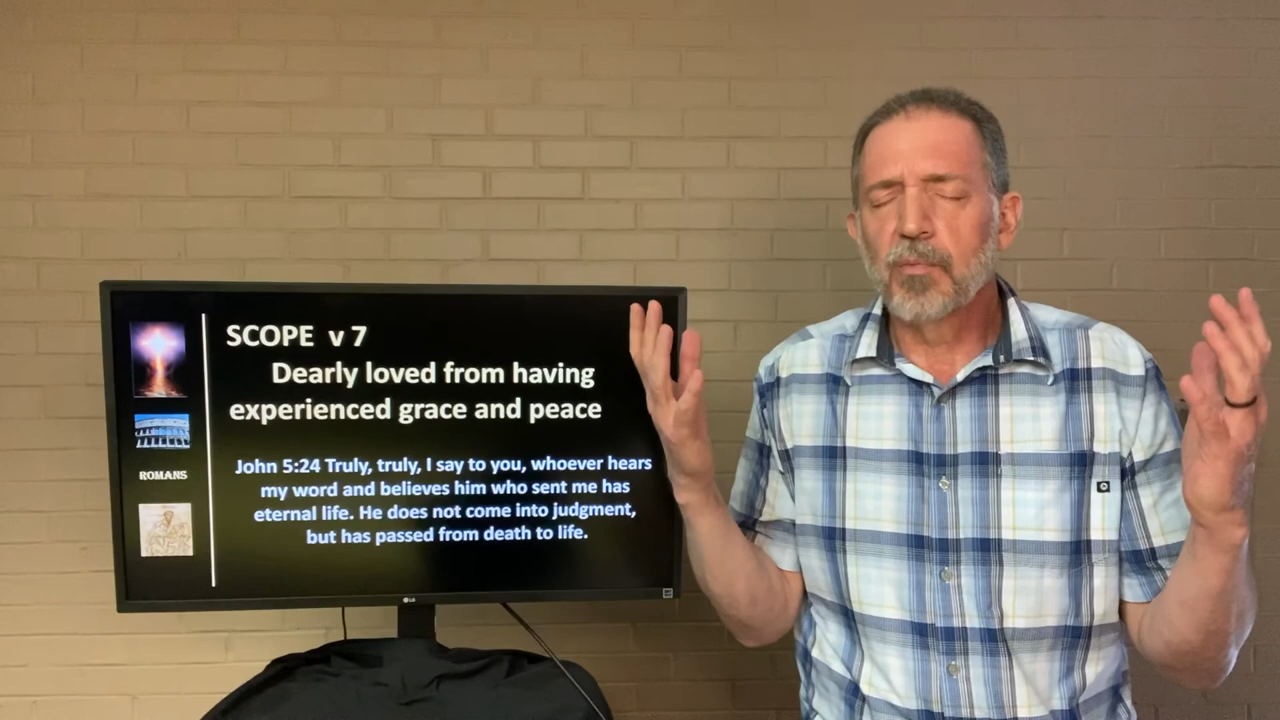 SCOPE v 7
Dearly loved from having
experienced grace and peace
John 5:24 Truly, truly, I say to you, whoever hears
my word and believes him who sent me has
eternal life. He does not come into judgment,
but has passed from death to life.
ROMANS
LG